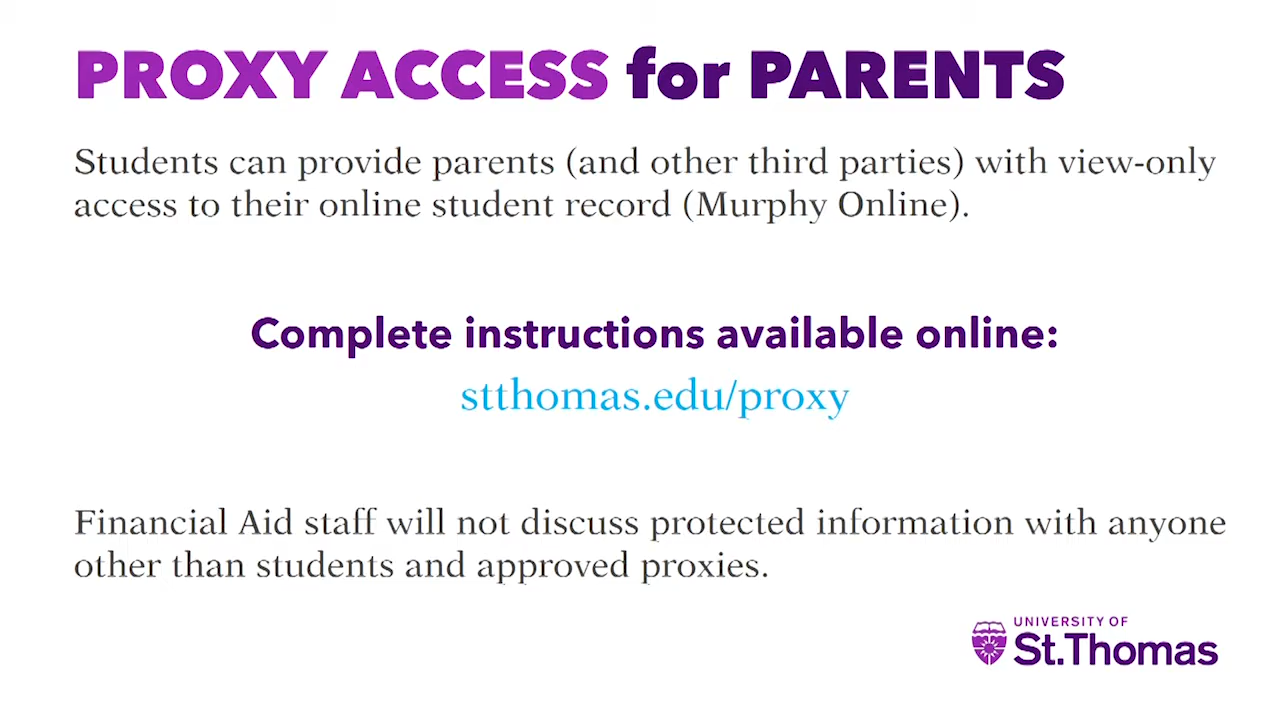 PROXY ACCESS for PARENTS
Students can provide parents (and other third parties) with view-only
access to their online student record (Murphy Online).
Complete instructions available online:
stthomas.edu/proxy
Financial Aid staff will not discuss protected information with anyone
other than students and approved proxies.
UNIVERSITY OF
St.Thomas